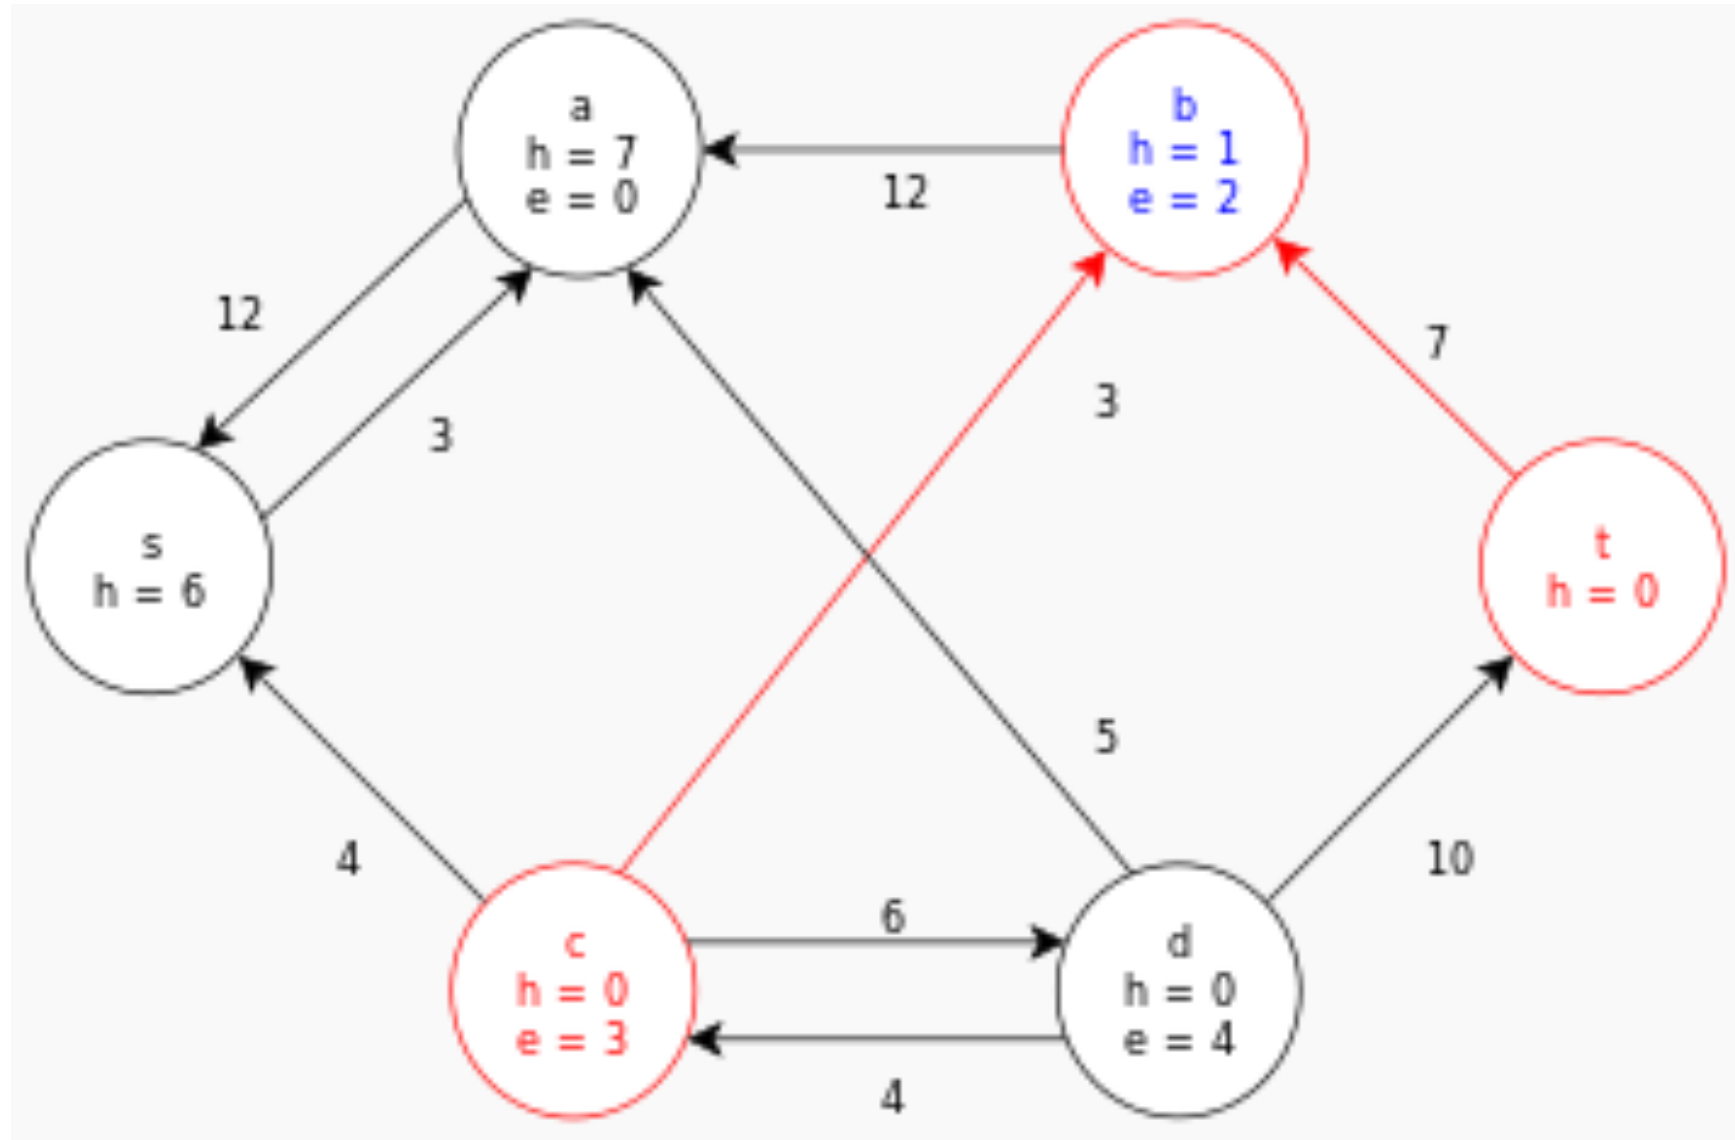 a
h = 7
e = 0
b
h = 1
e = 2
12
12
3
7
3
s
h = 6
t
h = 0
5
4
10
6
c
h = 0
e = 3
d
h = 0
e = 4
4